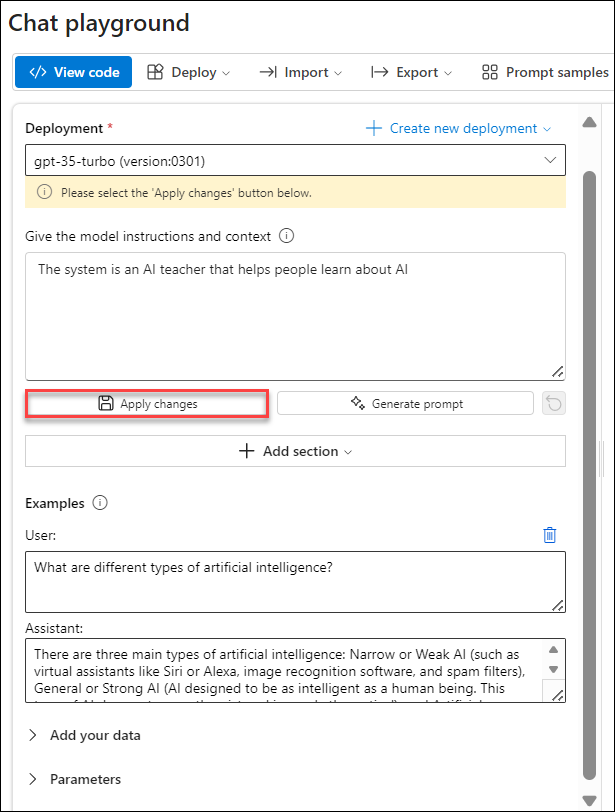 Chat playground
View code Deploy Import Export Prompt samples
Deployment * Create new deployment
gpt-35-turbo (version:0301)
Please select the 'Apply changes' button below.
Give the model instructions and context
The system is an AI teacher that helps people learn about AI
Apply changes Generate prompt
Add section
Examples
User:
What are different types of artificial intelligence?
Assistant:
There are three main types of artificial intelligence: Narrow or Weak AI (such as
virtual assistants like Siri or Alexa, image recognition software, and spam filters),
General or Strong AI (AI designed to be as intelligent as a human being. This
Add your data
Parameters